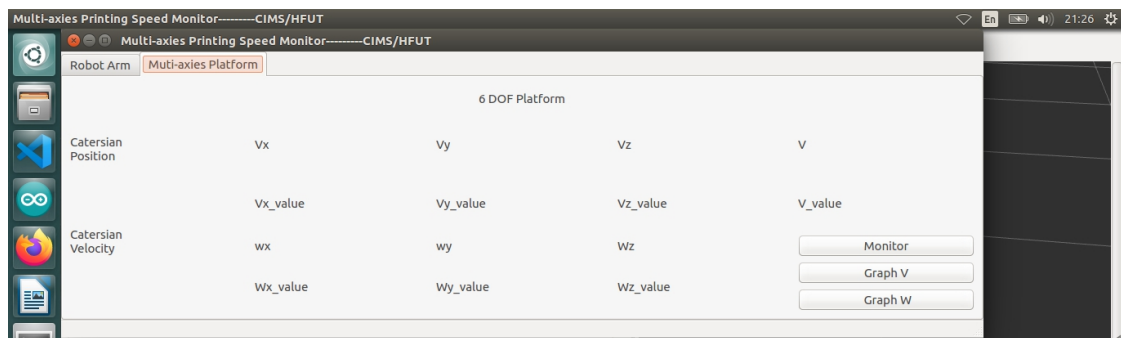 Multi-axies Printing Speed Monitor---------CIMS/HFUT
En
21:26
Multi-axies Printing Speed Monitor---------CIMS/HFUT
Robot Arm Muti-axies Platform
6 DOF Platform
Catersian
Position
Vx Vy Vz V
Vx_value Vy_value Vz_value V_value
Catersian
Velocity
wx wy Wz
Monitor
Graph V
Wx_value Wy_value Wz_value
Graph W